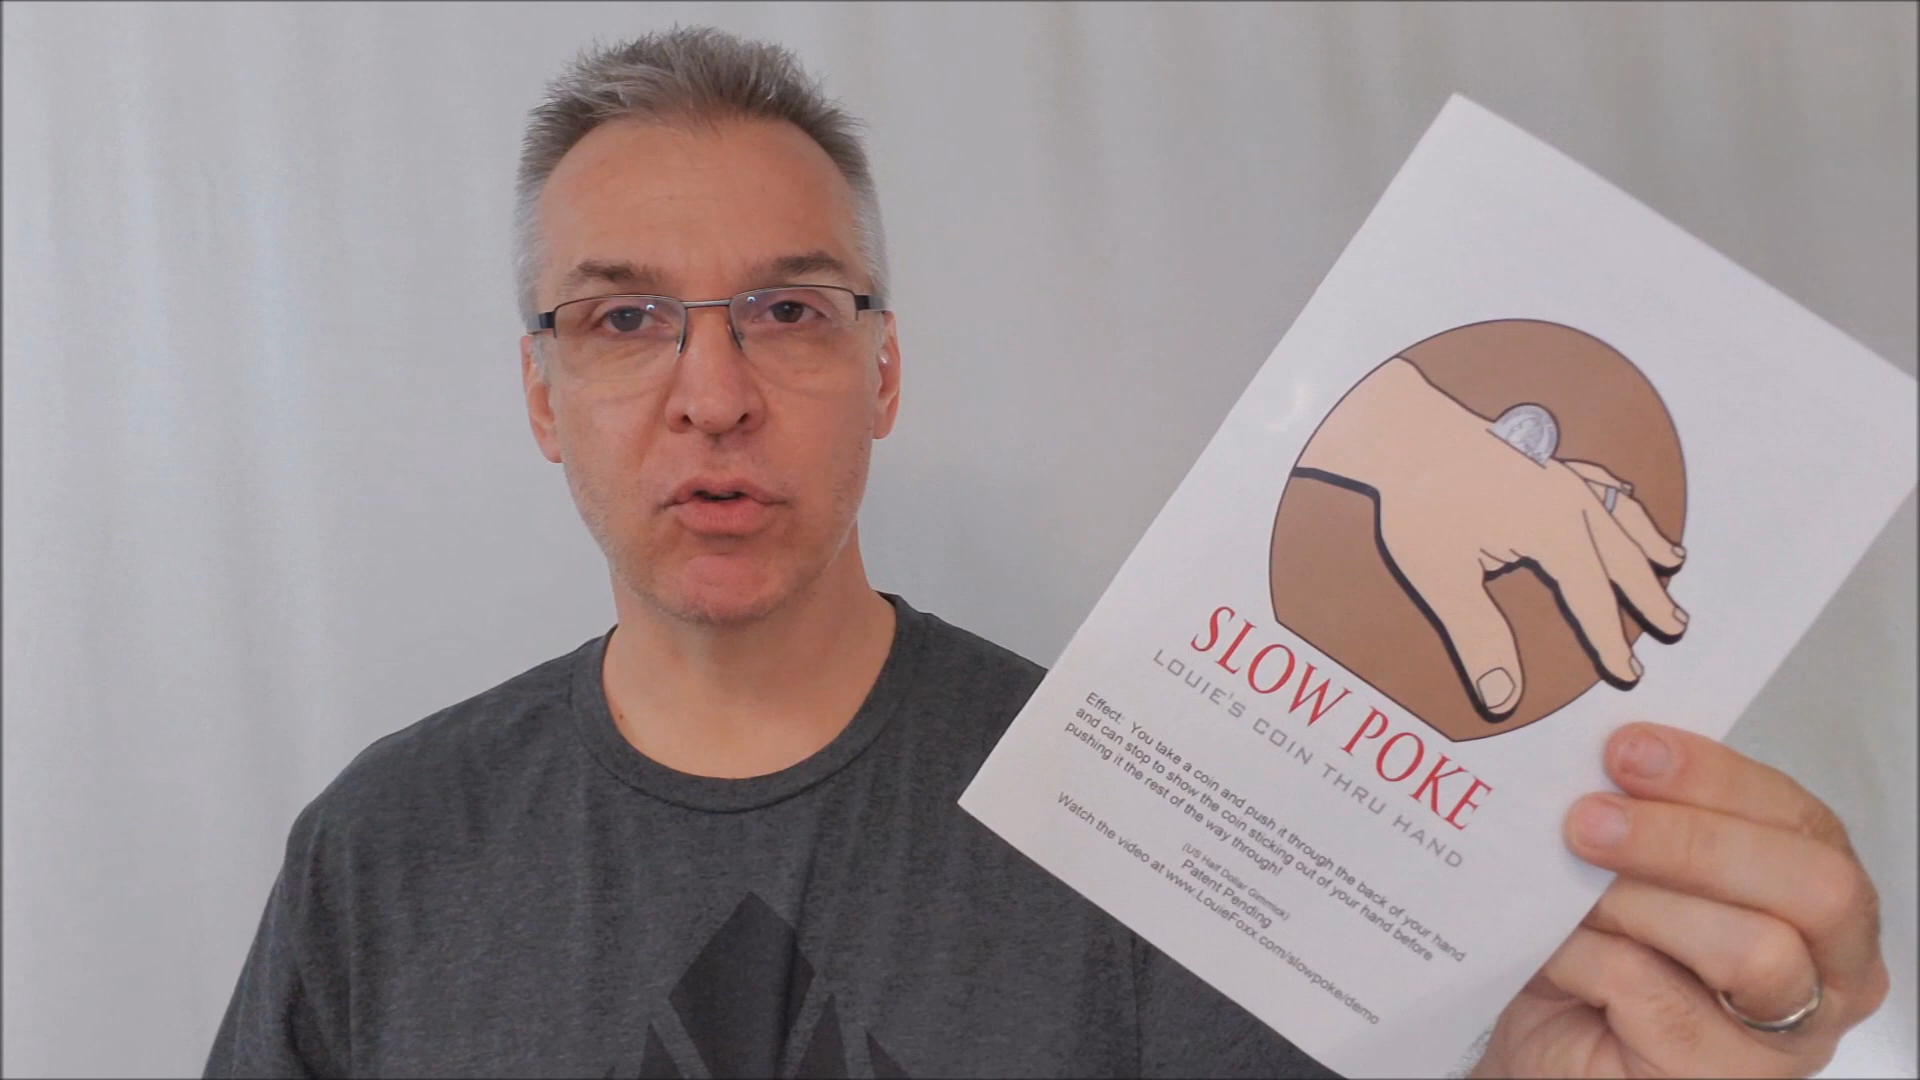 SLOW POKE
LOUIE'S COIN THRU HAND
Effect: You take a coin and push it through the back of your hand
and can stop to show the coin sticking out of your hand before
pushing it the rest of the way through!
(US Half Dollar Gimmick)
Patent Pending
Watch the video at www.LouieFoxx.com/slowpoke/demo